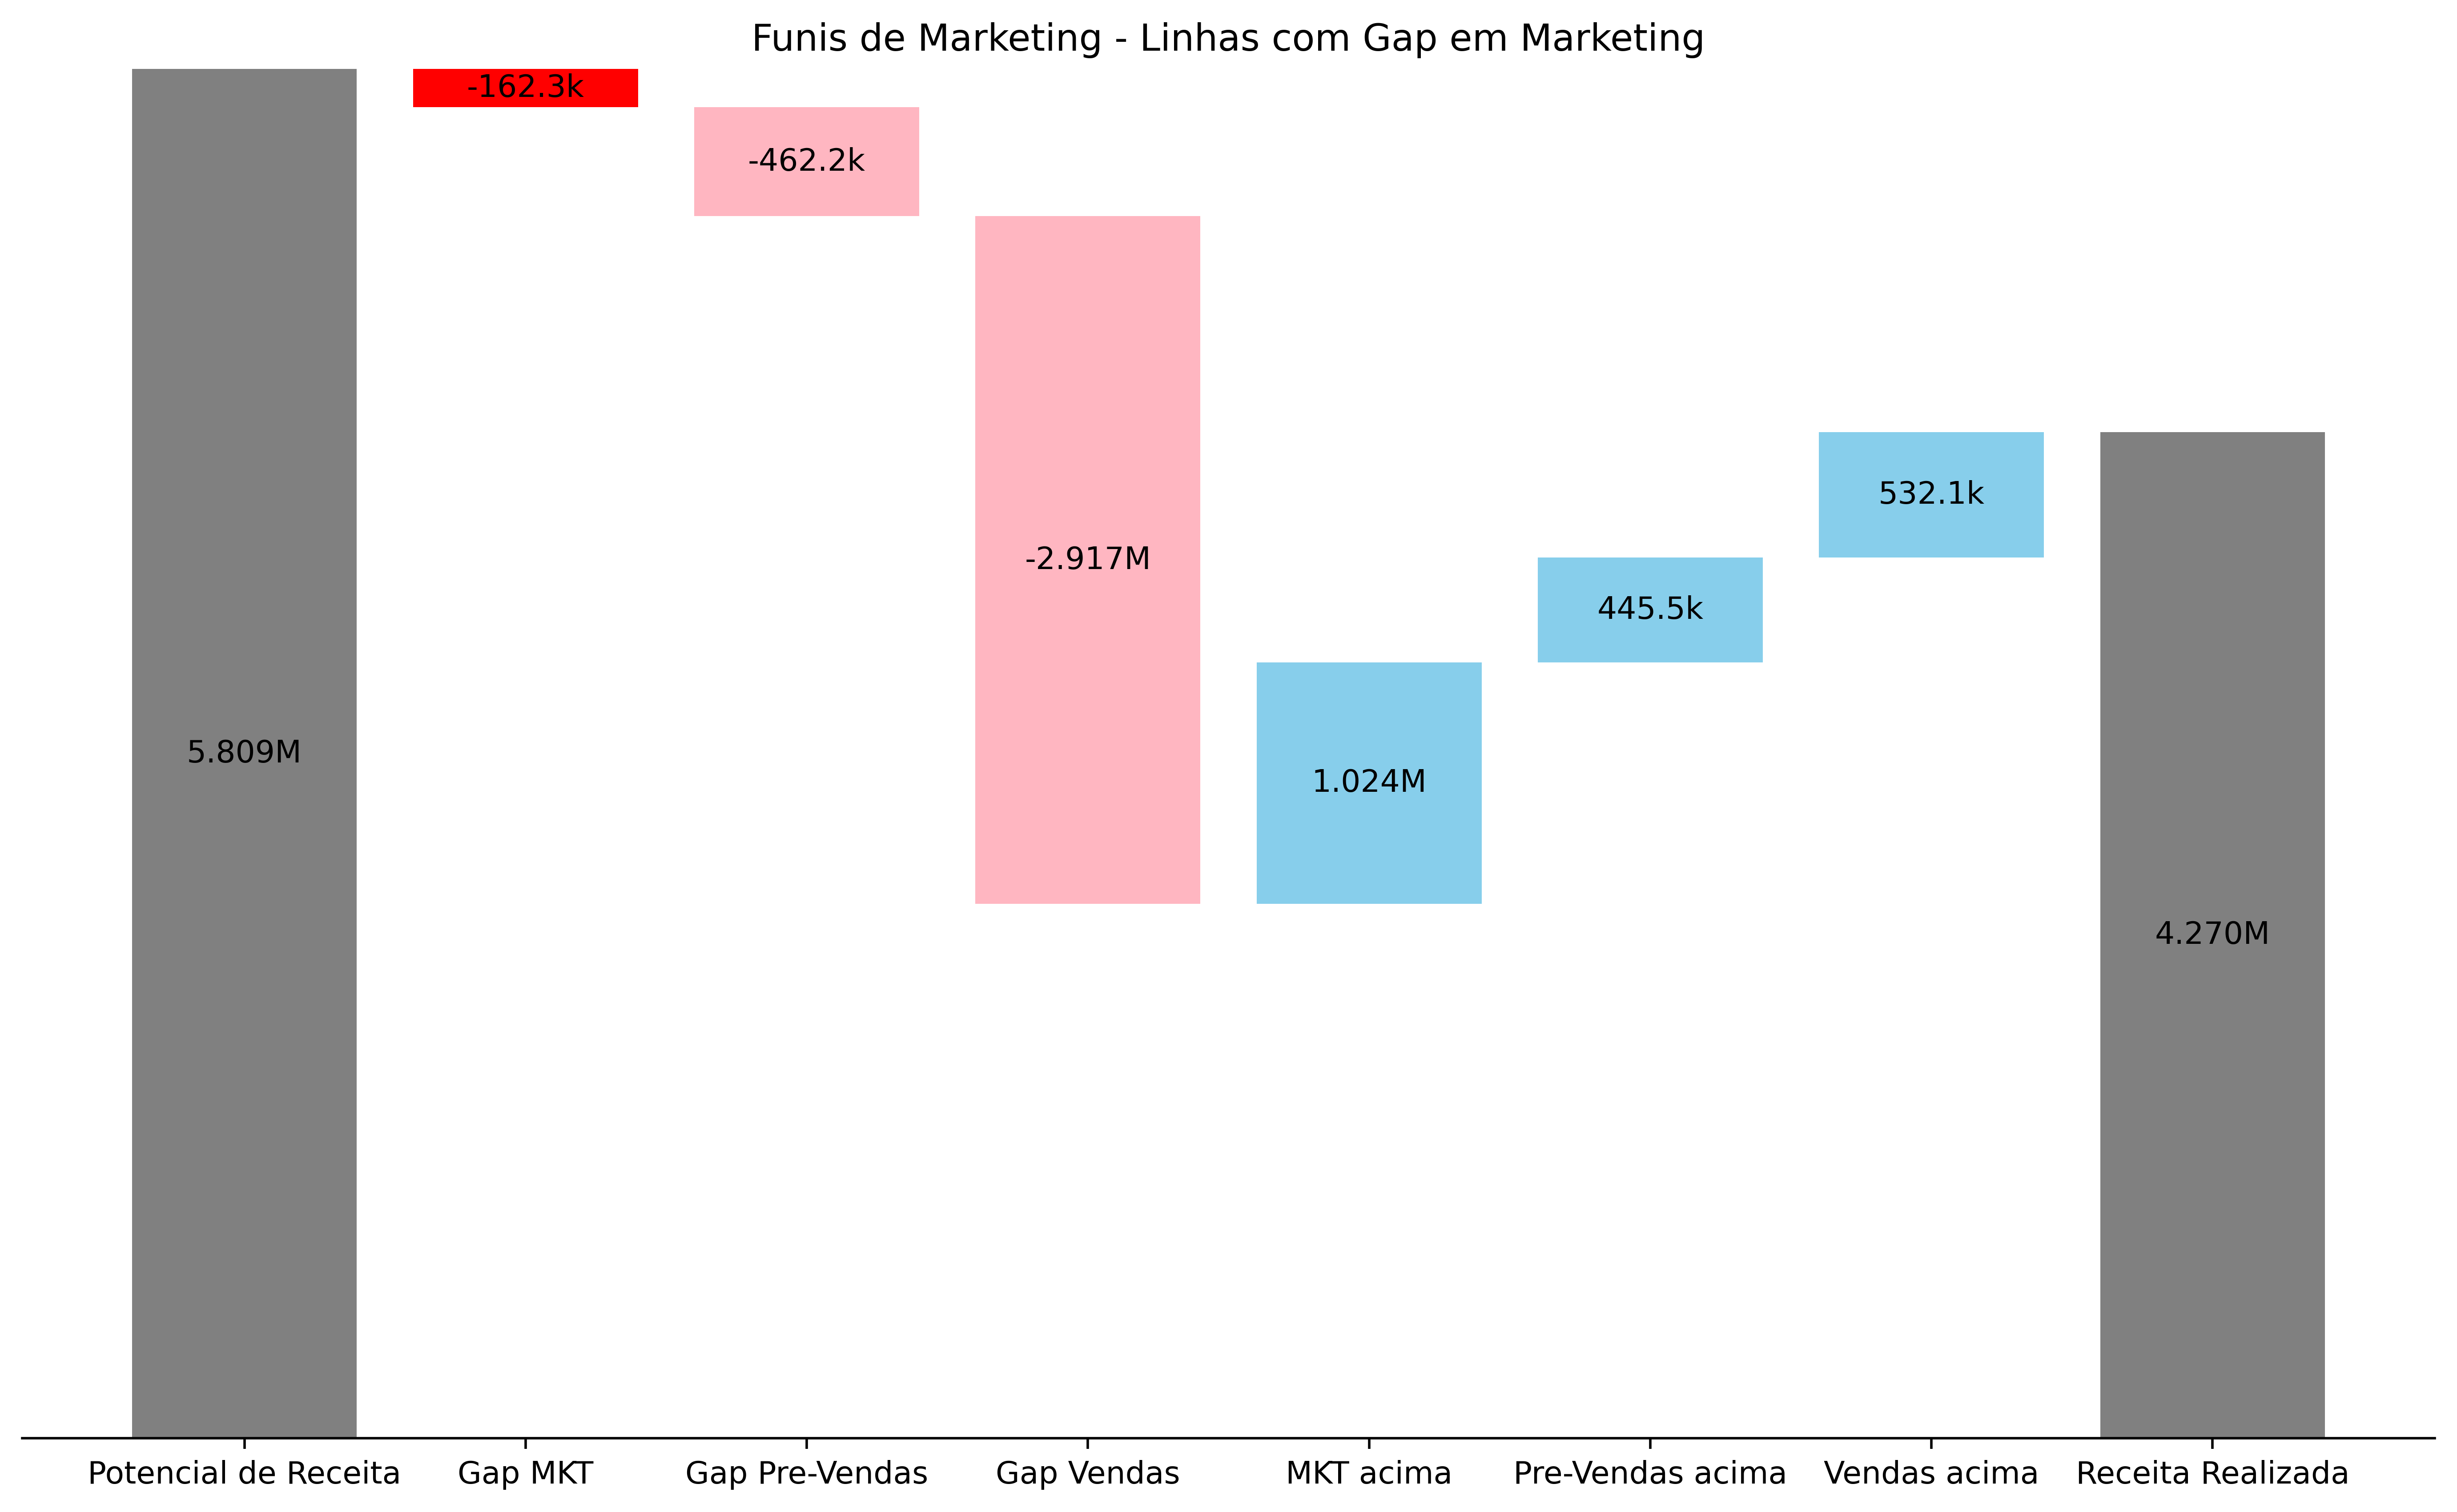 Funis de Marketing - Linhas com Gap em Marketing
-162.3k
-462.2k
532.1k
-2.917M
445.5k
5.809M
1.024M
4.270M
Potencial de Receita
Gap MKT
Gap Pre-Vendas
Gap Vendas
MKT acima
Pre-Vendas acima
Vendas acima
Receita Realizada